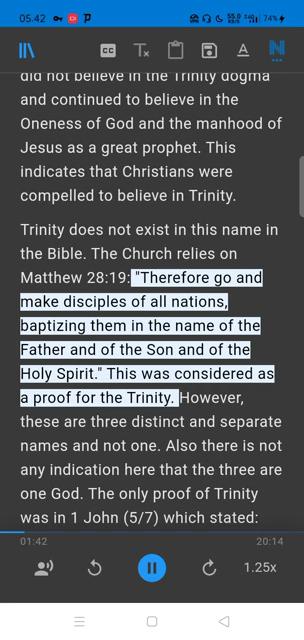 05.42
55.0
KB/S
74%
CC
A
N
did not believe in the Trinity dogma
and continued to believe in the
Oneness of God and the manhood of
Jesus as a great prophet. This
indicates that Christians were
compelled to believe in Trinity.
Trinity does not exist in this name in
the Bible. The Church relies on
Matthew 28:19: "Therefore go and
make disciples of all nations,
baptizing them in the name of the
Father and of the Son and of the
Holy Spirit." This was considered as
a proof for the Trinity. However,
these are three distinct and separate
names and not one. Also there is not
any indication here that the three are
one God. The only proof of Trinity
was in 1 John (5/7) which stated:
01:42
20:14
1.25x